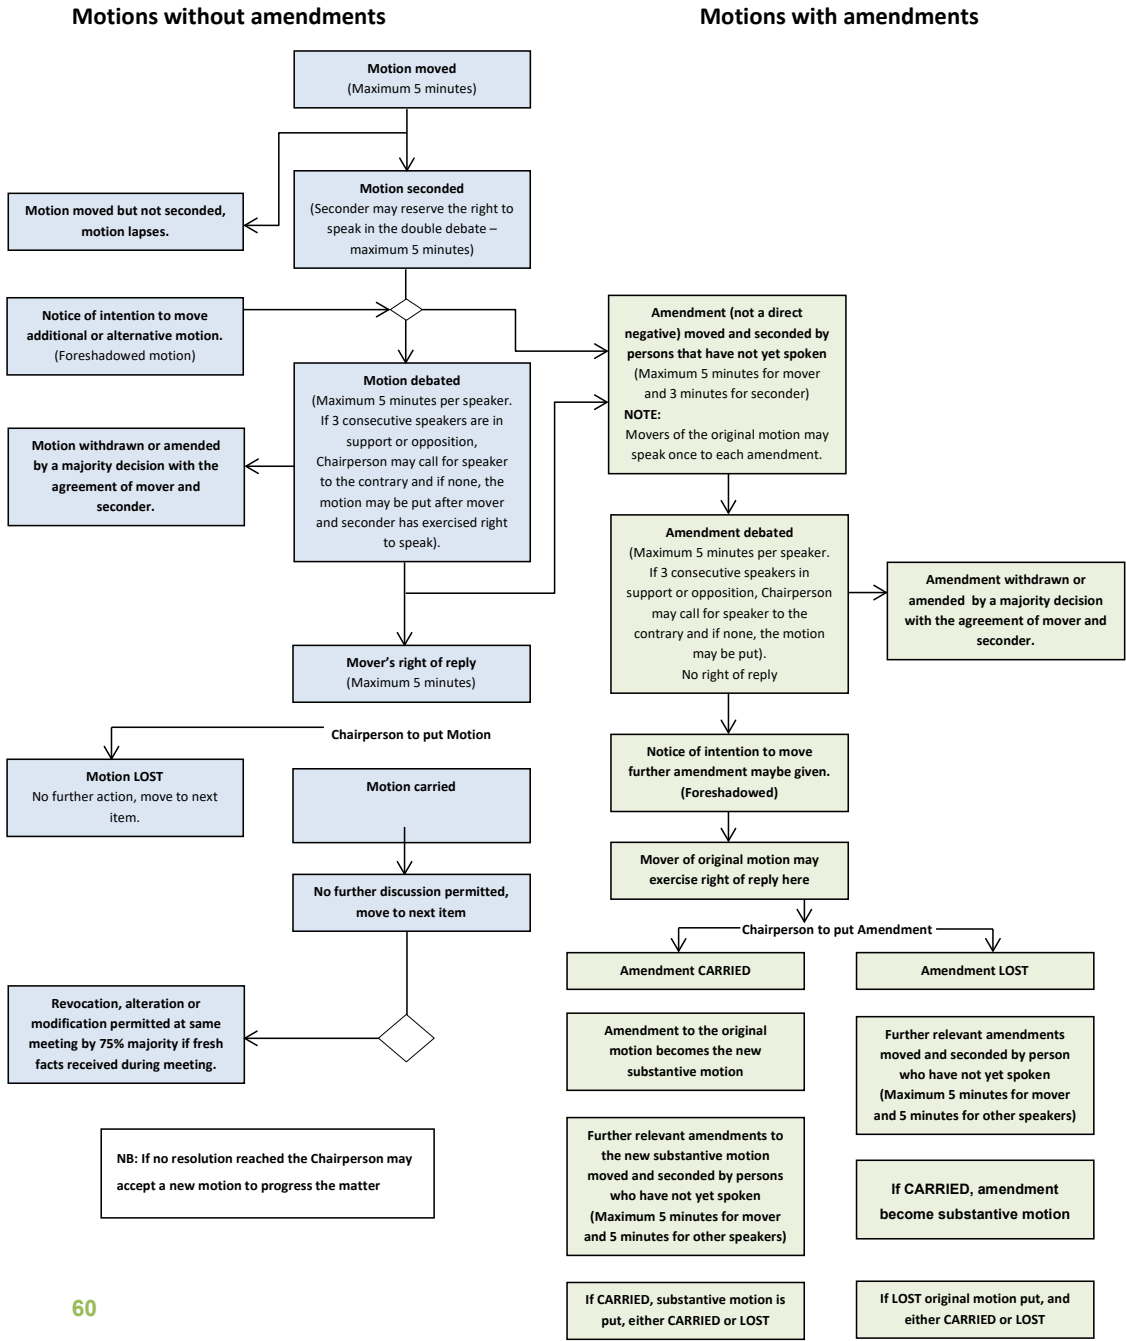 Motions without amendments
Motions with amendments
Motion moved
(Maximum 5 minutes)
Motion seconded
(Seconder may reserve the right to
speak in the double debate –
maximum 5 minutes)
Motion moved but not seconded,
motion lapses.
Notice of intention to move
additional or alternative motion.
(Foreshadowed motion)
Motion debated
(Maximum 5 minutes per speaker.
If 3 consecutive speakers are in
support or opposition,
Chairperson may call for speaker
to the contrary and if none, the
motion may be put after mover
and seconder has exercised right
to speak).
Motion withdrawn or amended
by a majority decision with the
agreement of mover and
seconder.
Mover’s right of reply
(Maximum 5 minutes)
Chairperson to put Motion
Motion LOST
No further action, move to next
item.
Motion carried
No further discussion permitted,
move to next item
Revocation, alteration or
modification permitted at same
meeting by 75% majority if fresh
facts received during meeting.
NB: If no resolution reached the Chairperson may
accept a new motion to progress the matter
Amendment (not a direct
negative) moved and seconded by
persons that have not yet spoken
(Maximum 5 minutes for mover
and 3 minutes for seconder)
NOTE:
Movers of the original motion may
speak once to each amendment.
Amendment debated
(Maximum 5 minutes per speaker.
If 3 consecutive speakers in
support or opposition, Chairperson
may call for speaker to the
contrary and if none, the motion
may be put).
No right of reply
Amendment withdrawn or
amended by a majority decision
with the agreement of mover and
seconder.
Notice of intention to move
further amendment maybe given.
(Foreshadowed)
Mover of original motion may
exercise right of reply here
Chairperson to put Amendment
Amendment CARRIED
Amendment to the original
motion becomes the new
substantive motion
Further relevant amendments to
the new substantive motion
moved and seconded by persons
who have not yet spoken
(Maximum 5 minutes for mover
and 5 minutes for other speakers)
If CARRIED, substantive motion is
put, either CARRIED or LOST
Amendment LOST
Further relevant amendments
moved and seconded by person
who have not yet spoken
(Maximum 5 minutes for mover
and 5 minutes for other speakers)
If CARRIED, amendment
become substantive motion
If LOST original motion put, and
either CARRIED or LOST
60